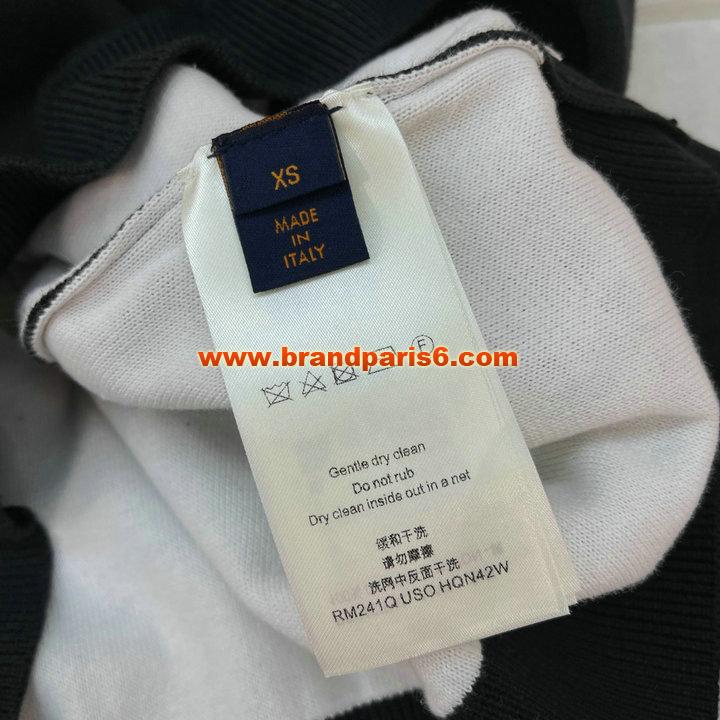 XS
MADE
IN
ITALY
www.brandparis6.com
F
Gentle dry clean
Do not rub
Dry clean inside out in a net
缓和干洗
请勿摩擦
洗网中反面干洗
RM241Q USO HQN42W